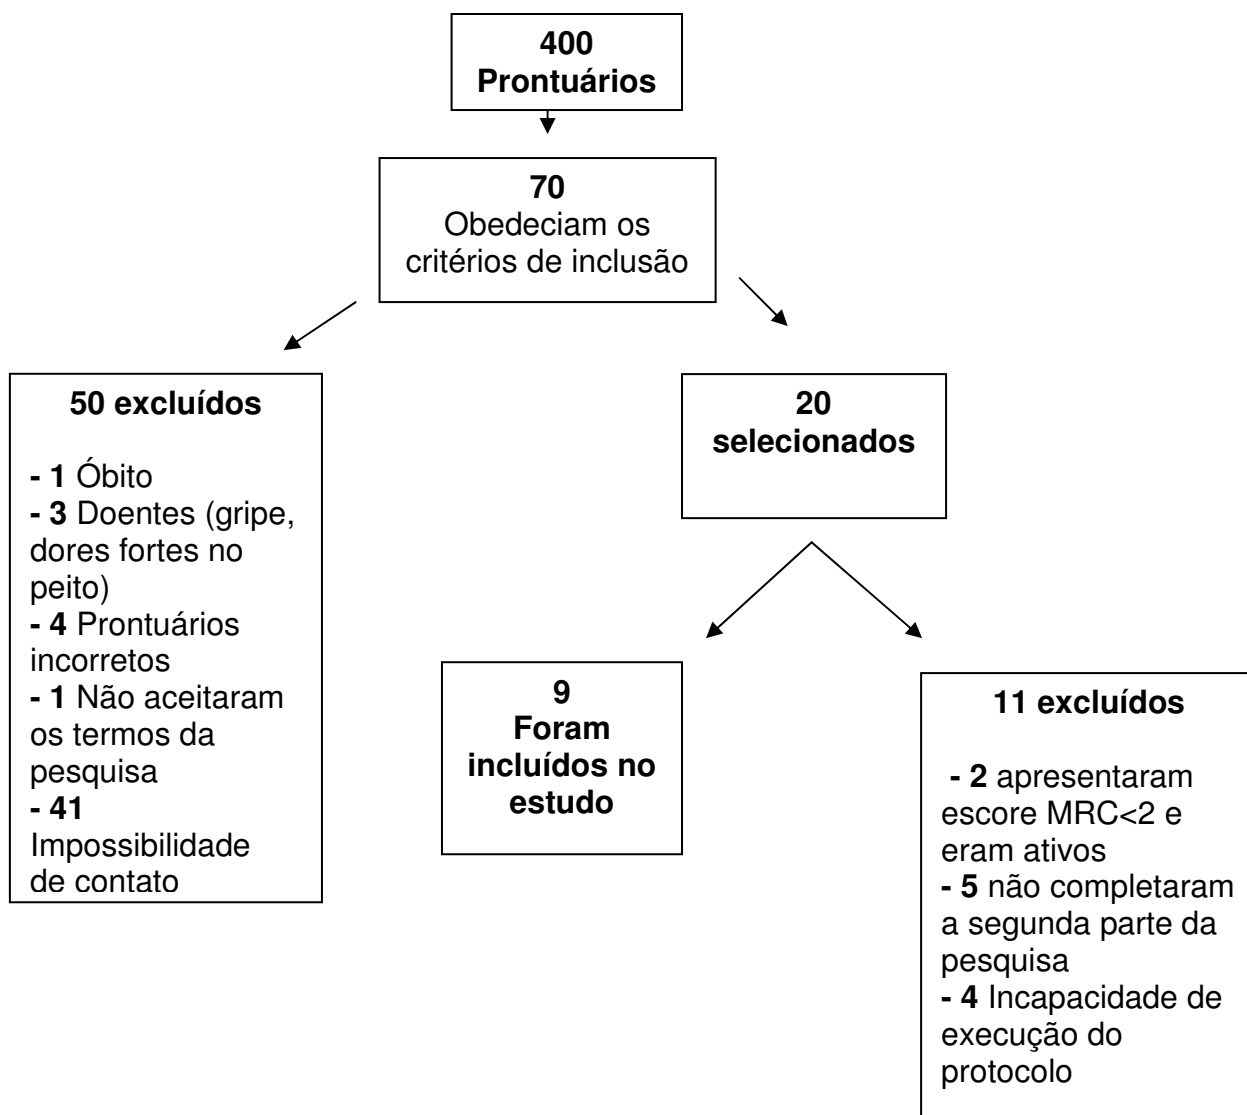 400
Prontuários
70
Obedeciam os
critérios de inclusão
50 excluídos
- 1 Óbito
- 3 Doentes (gripe,
dores fortes no
peito)
- 4 Prontuários
incorretos
- 1 Não aceitaram
os termos da
pesquisa
- 41
Impossibilidade
de contato
20
selecionados
9
Foram
incluídos no
estudo
11 excluídos
- 2 apresentaram
escore MRC<2 e
eram ativos
- 5 não completaram
a segunda parte da
pesquisa
- 4 Incapacidade de
execução do
protocolo